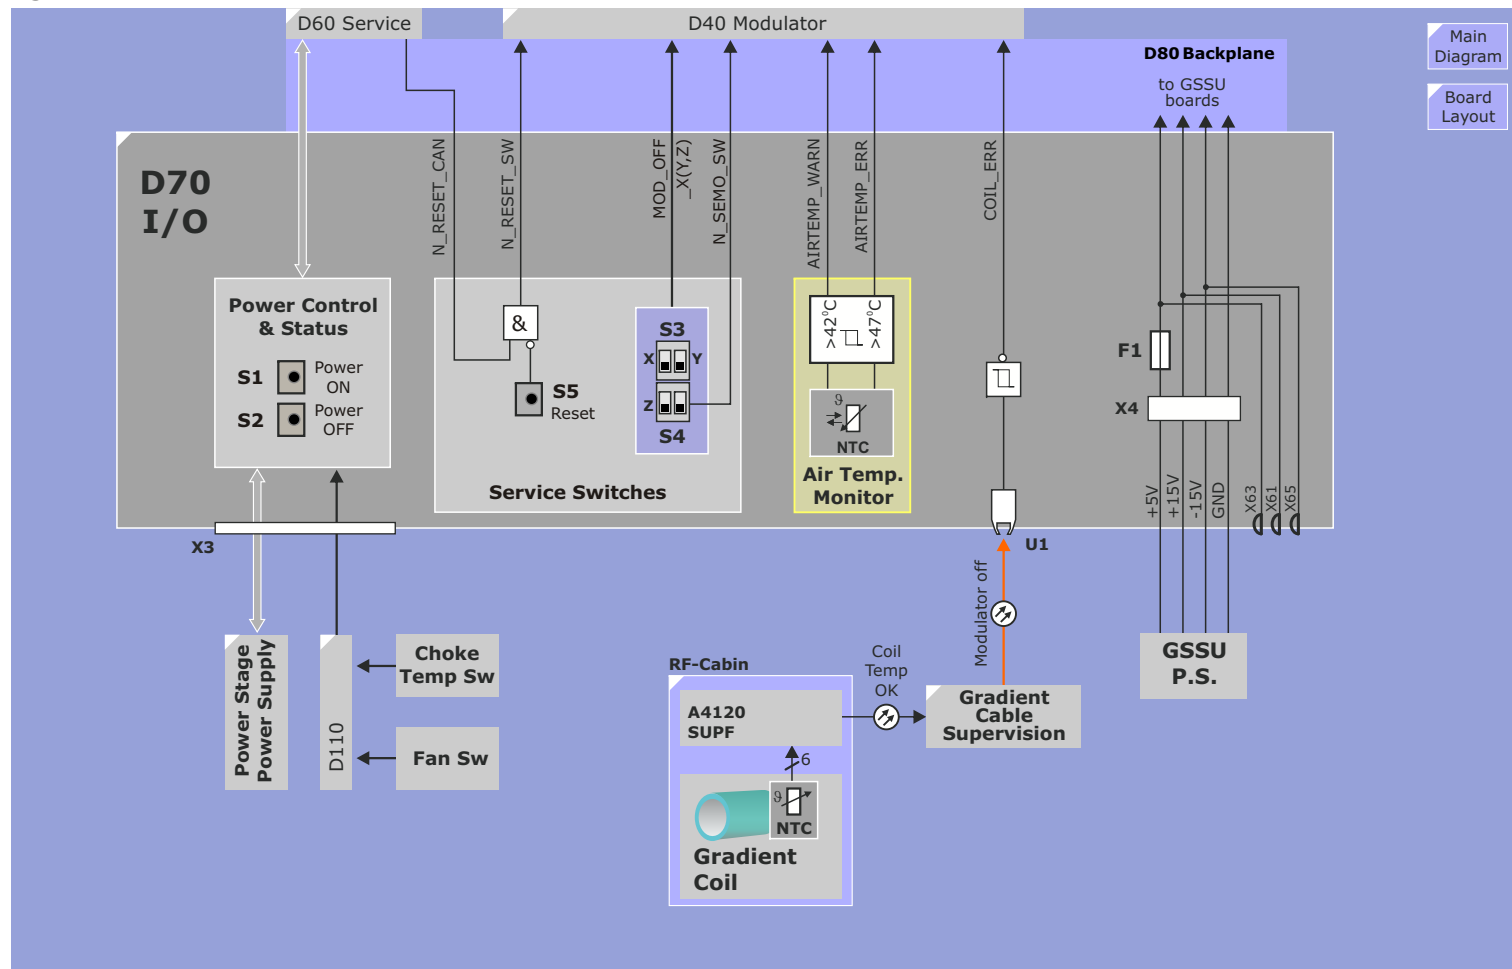 D60 Service
D40 Modulator
Main
Diagram
Board
Layout
D80 Backplane
to GSSU
boards
D70
I/O
N_RESET_CAN
N_RESET_SW
MOD_OFF
_X(Y,Z)
N_SEMO_SW
AIRTEMP_WARN
AIRTEMP_ERR
COIL_ERR
Power Control
& Status
S1
Power
ON
S2
Power
OFF
&
S5
Reset
S3
X
Y
Z
S4
Service Switches
>42°C
>47°C
ϑ
NTC
Air Temp.
Monitor
F1
X4
+5V
+15V
-15V
GND
X63
X61
X65
X3
U1
Modulator off
Power Stage
Power Supply
D110
Choke
Temp Sw
Fan Sw
RF-Cabin
A4120
SUPF
6
ϑ
NTC
Gradient
Coil
Coil
Temp
OK
Gradient
Cable
Supervision
GSSU
P.S.